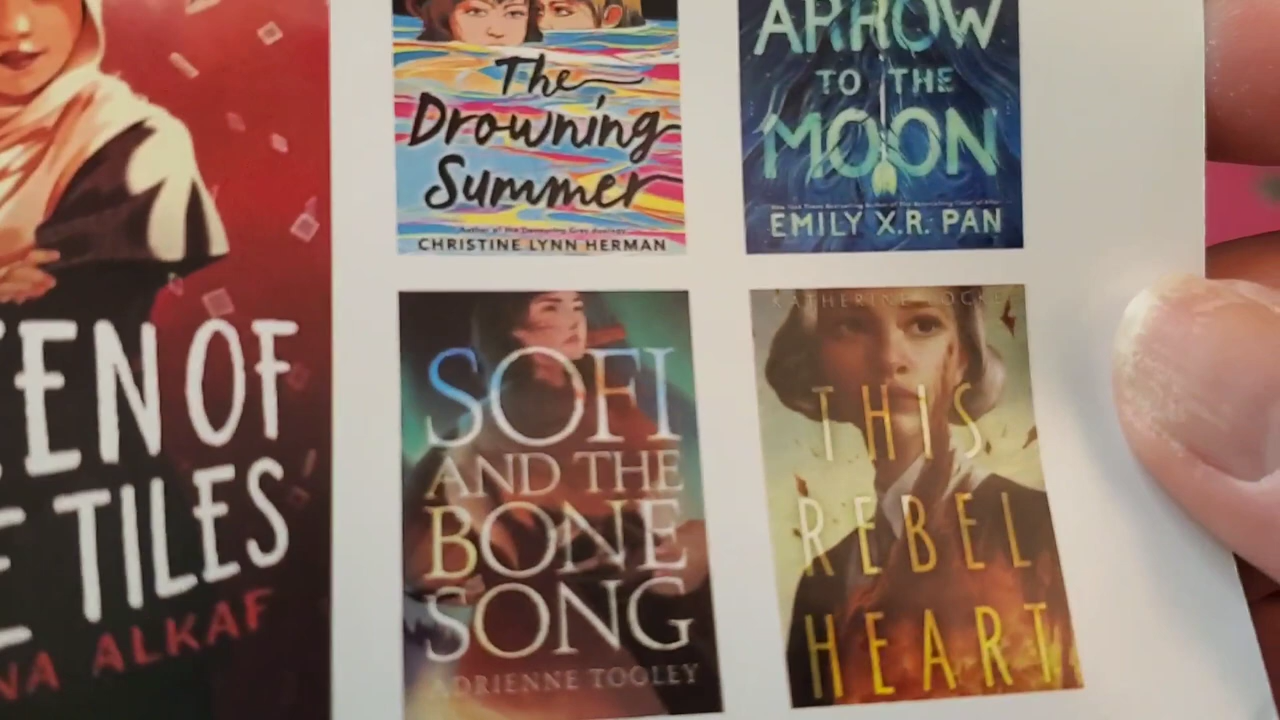 The
Drowning
Summer
Author of the Devouring Gray duology
CHRISTINE LYNN HERMAN
ARROW
TO THE
MOON
New York Times Bestselling Author of The Astonishing Color of After
EMILY X.R. PAN
EEN OF
E TILES
NA ALKAF
SOFI
AND THE
BONE
SONG
ADRIENNE TOOLEY
KATHERINE LOCKE
THIS
REBEL
HEART